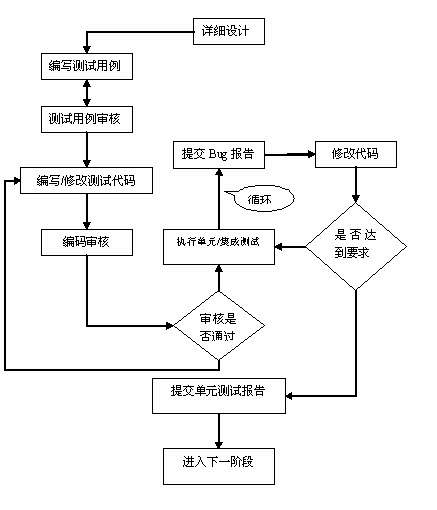 详细设计
编写测试用例
测试用例审核
提交 Bug 报告
修改代码
编写/修改测试代码
循环
编码审核
执行单元/集成测试
是 否 达
到要求
审核是
否通过
提交单元测试报告
进入下一阶段